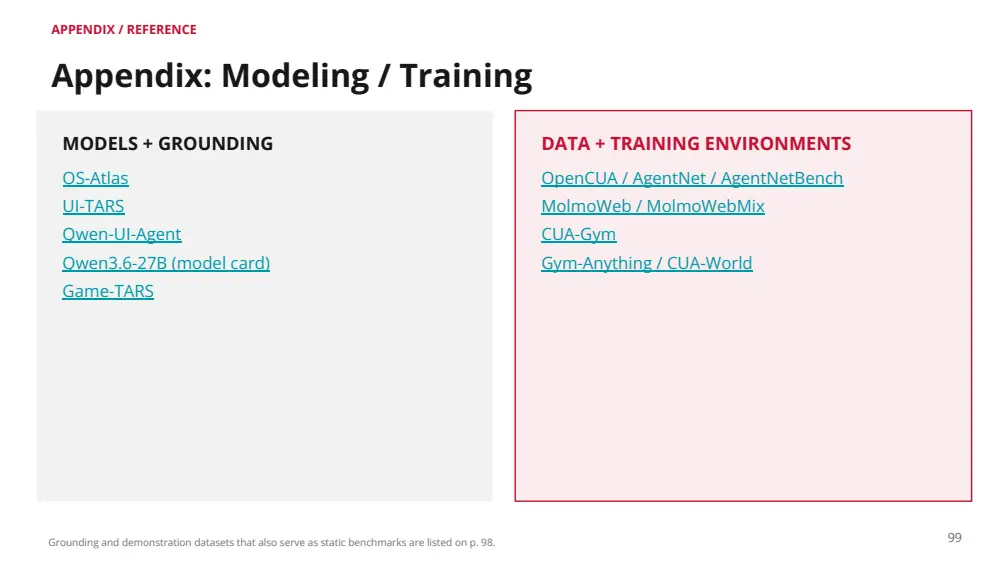 APPENDIX / REFERENCE
Appendix: Modeling / Training
MODELS + GROUNDING
OS-Atlas
UI-TARS
Qwen-UI-Agent
Qwen3.6-27B (model card)
Game-TARS
DATA + TRAINING ENVIRONMENTS
OpenCUA / AgentNet / AgentNetBench
MolmoWeb / MolmoWebMix
CUA-Gym
Gym-Anything / CUA-World
Grounding and demonstration datasets that also serve as static benchmarks are listed on p. 98.
99